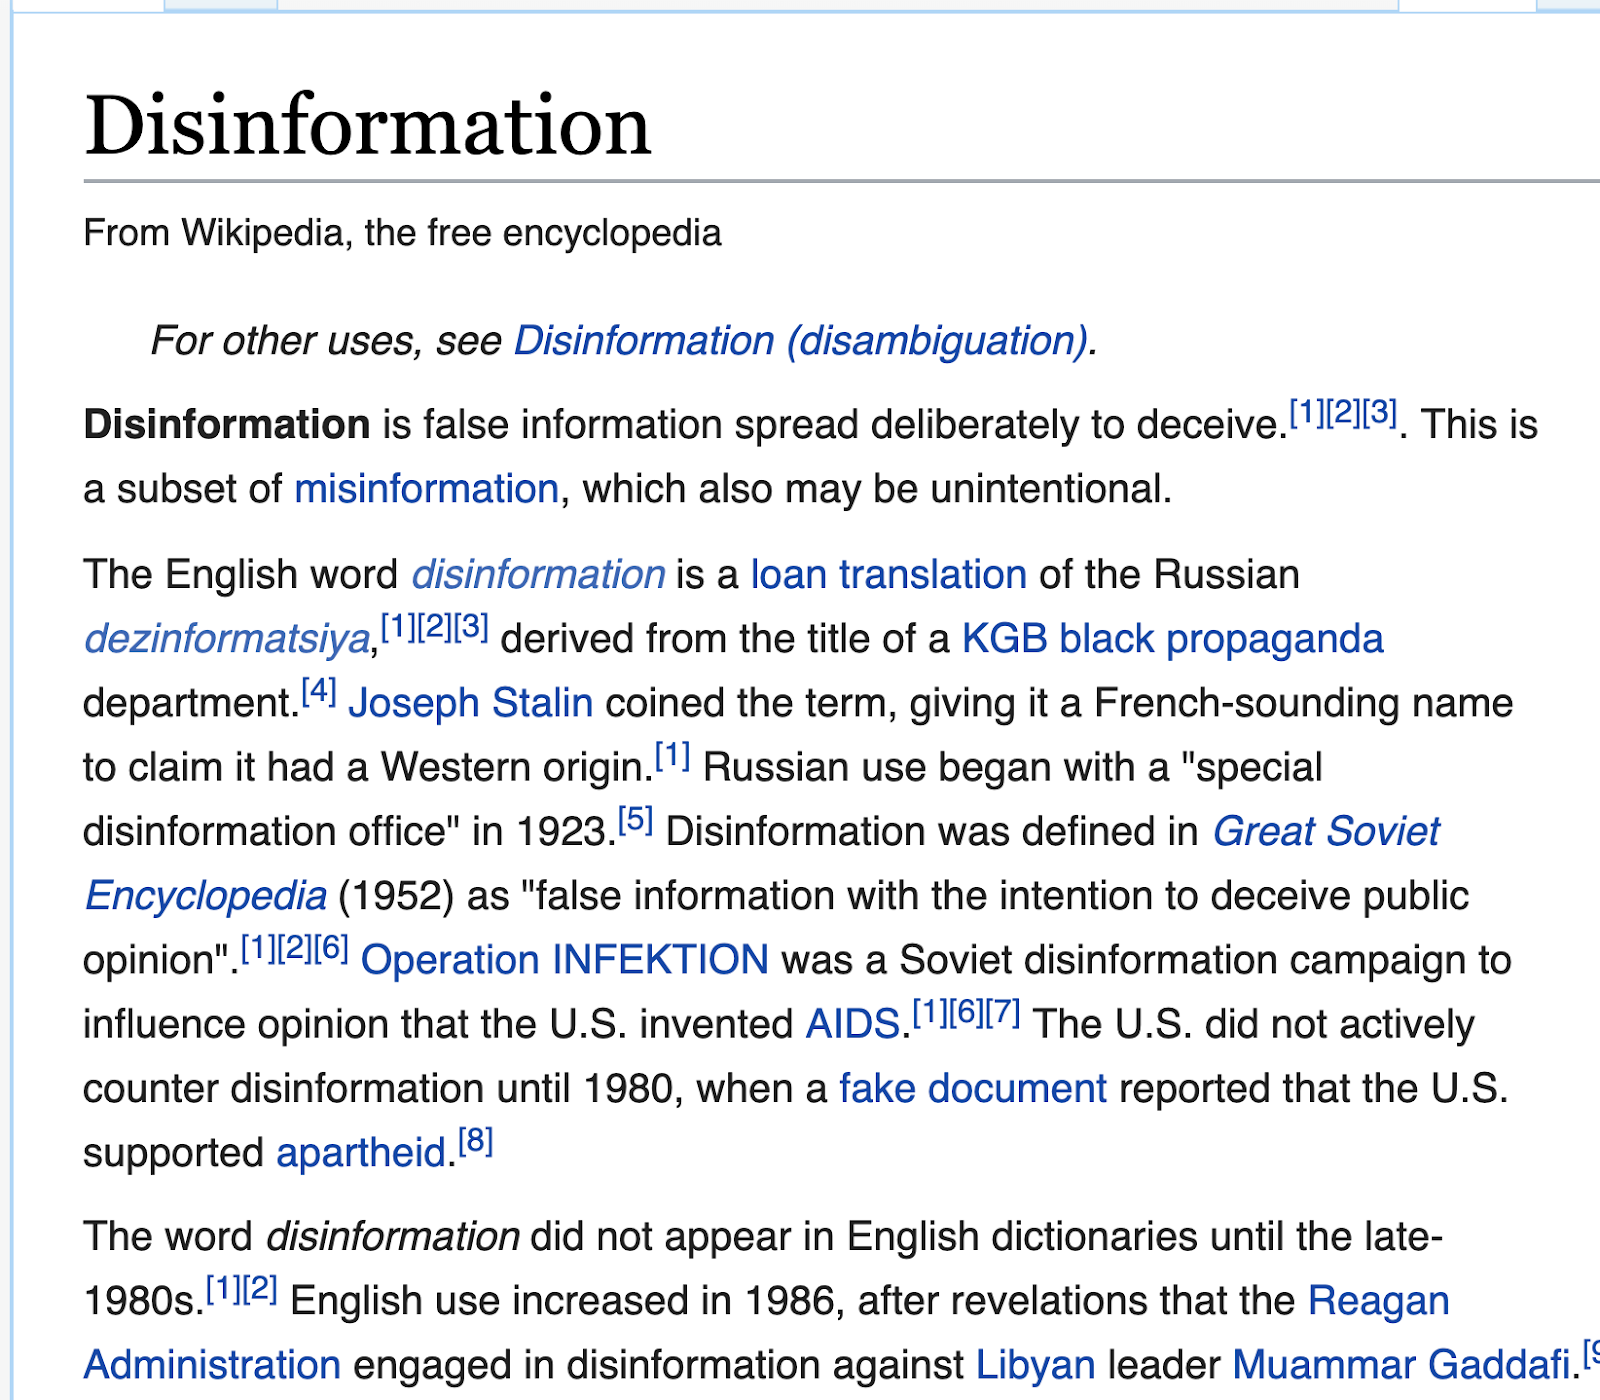 Disinformation
From Wikipedia, the free encyclopedia
For other uses, see Disinformation (disambiguation).
Disinformation is false information spread deliberately to deceive.[1][2][3]. This is
a subset of misinformation, which also may be unintentional.
The English word disinformation is a loan translation of the Russian
dezinformatsiya,[1][2][3] derived from the title of a KGB black propaganda
department.[4] Joseph Stalin coined the term, giving it a French-sounding name
to claim it had a Western origin.[1] Russian use began with a "special
disinformation office" in 1923.[5] Disinformation was defined in Great Soviet
Encyclopedia (1952) as "false information with the intention to deceive public
opinion".[1][2][6] Operation INFEKTION was a Soviet disinformation campaign to
influence opinion that the U.S. invented AIDS.[1][6][7] The U.S. did not actively
counter disinformation until 1980, when a fake document reported that the U.S.
supported apartheid.[8]
The word disinformation did not appear in English dictionaries until the late-
1980s.[1][2] English use increased in 1986, after revelations that the Reagan
Administration engaged in disinformation against Libyan leader Muammar Gaddafi.[9